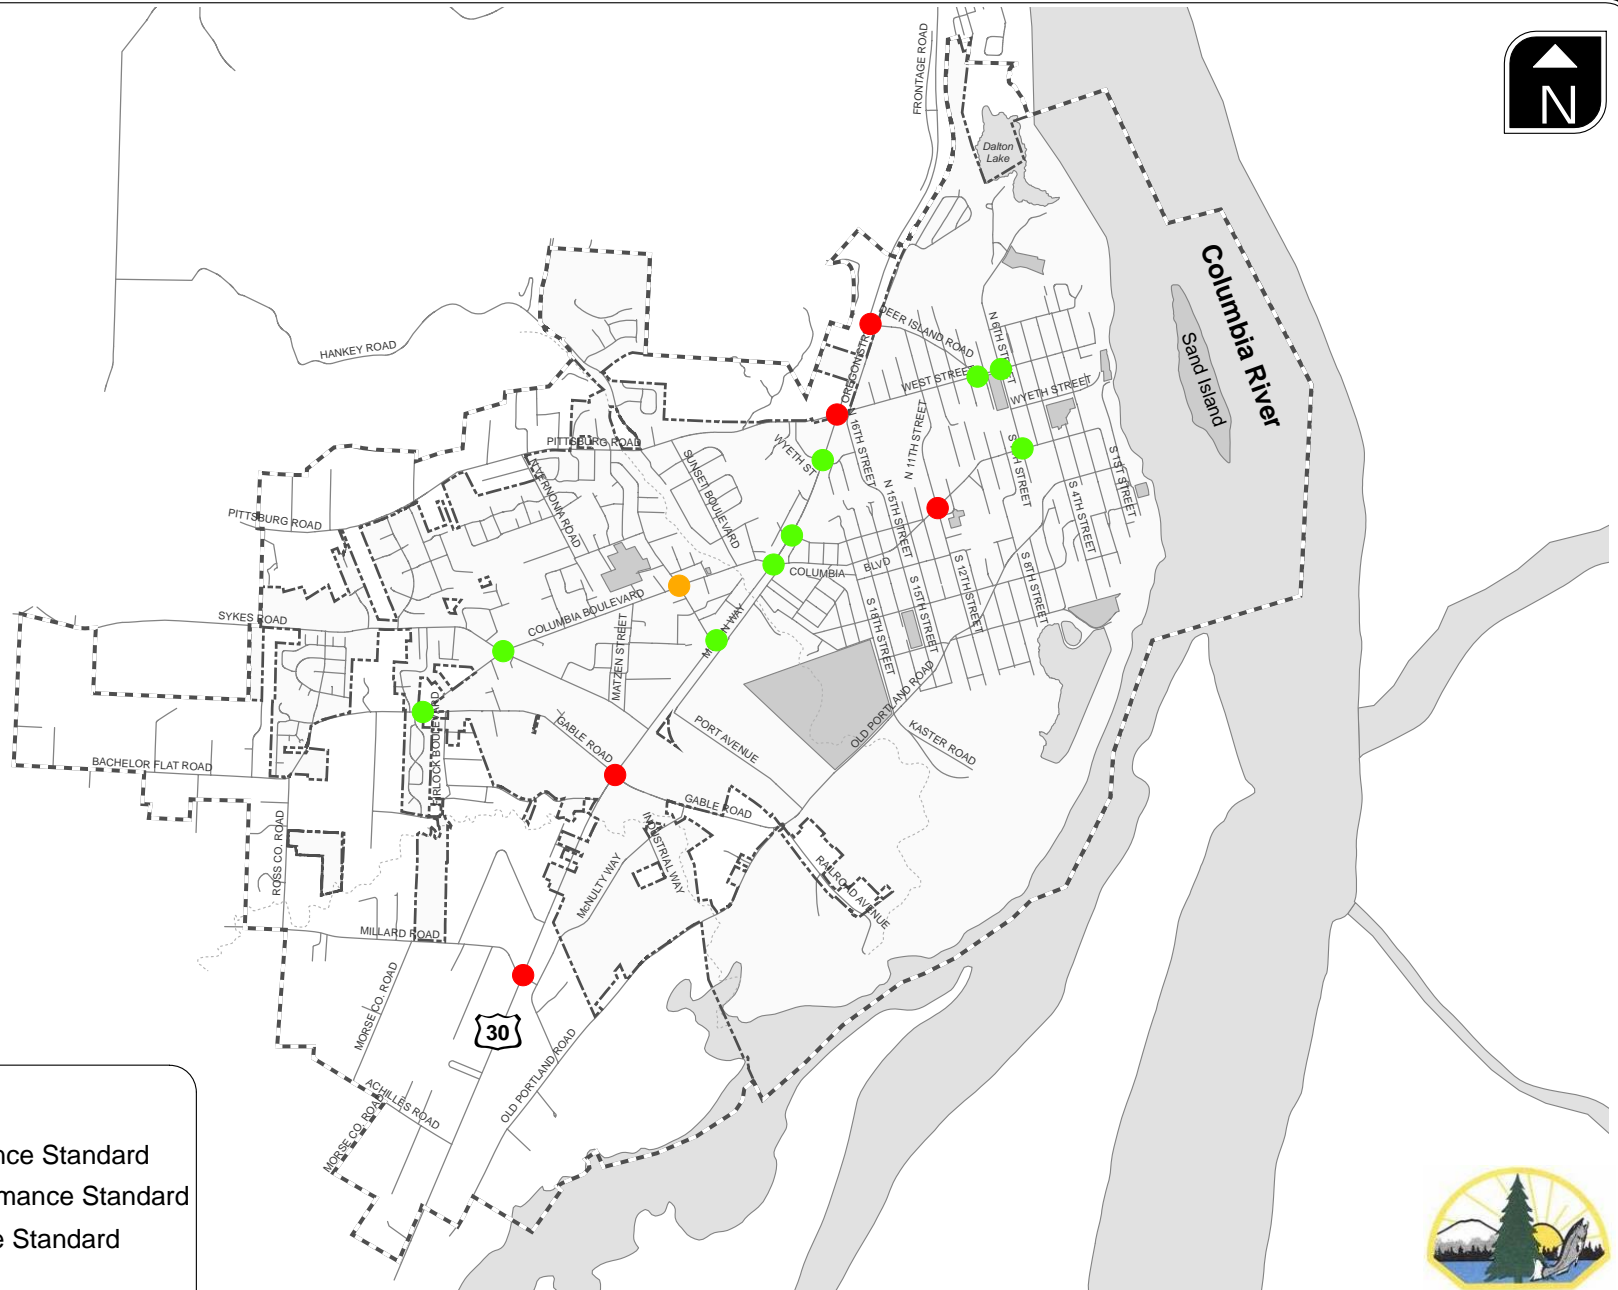 FRONTAGE ROAD
N
Dalton
Lake
Columbia River
Sand Island
HANKEY ROAD
DEER ISLAND ROAD
N 6TH STREET
OREGON STR
WEST STREET
WYETH STREET
N 16TH STREET
N 11TH STREET
WYETH ST
PITTSBURG ROAD
SUNSET BOULEVARD
N VERNONIA ROAD
PITTSBURG ROAD
N 15TH STREET
S 1ST STREET
S 4TH STREET
COLUMBIA
BLVD
S 12TH STREET
S 8TH STREET
S 15TH STREET
S 18TH STREET
COLUMBIA BOULEVARD
SYKES ROAD
MATZEN STREET
GABLE ROAD
PORT AVENUE
OLD PORTLAND ROAD
KASTER ROAD
BACHELOR FLAT ROAD
GABLE ROAD
INDUSTRIAL WAY
ROSS CO. ROAD
McNULTY WAY
RAILROAD AVENUE
MILLARD ROAD
MORSE CO. ROAD
30
OLD PORTLAND ROAD
ACHILLES ROAD
MORSE CO. ROAD
nce Standard
mance Standard
e Standard